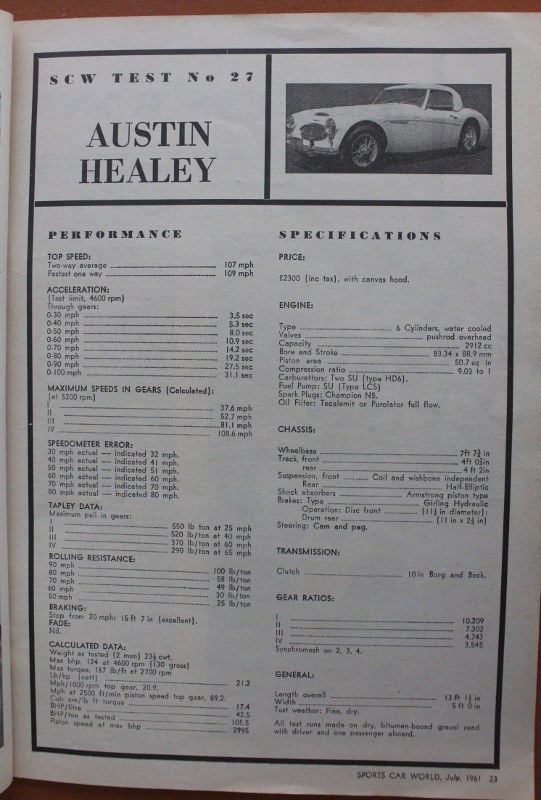 SCW TEST No 27
AUSTIN
HEALEY
PERFORMANCE
TOP SPEED:
Two-way average 107 mph
Fastest one way 109 mph
ACCELERATION:
(Test limit, 4600 rpm)
Through gears:
0-30 mph 3.5 sec
0-40 mph 5.3 sec
0-50 mph 8.0 sec
0-60 mph 10.9 sec
0-70 mph 14.2 sec
0-80 mph 19.2 sec
0-90 mph 27.5 sec
0-100 mph 31.1 sec
MAXIMUM SPEEDS IN GEARS (Calculated):
(at 5200 rpm)
I 37.6 mph
II 52.7 mph
III 81.1 mph
IV 108.6 mph
SPEEDOMETER ERROR:
30 mph actual — indicated 32 mph.
40 mph actual — indicated 41 mph.
50 mph actual — indicated 51 mph.
60 mph actual — indicated 60 mph.
70 mph actual — indicated 70 mph.
80 mph actual — indicated 80 mph.
TAPLEY DATA:
Maximum pull in gears:
I 550 lb ton at 25 mph
II 520 lb/ton at 40 mph
III 370 lb/ton at 60 mph
IV 290 lb/ton at 65 mph
ROLLING RESISTANCE:
90 mph 100 lb/ton
80 mph 58 lb/ton
70 mph 49 lb/ton
60 mph 30 lb/ton
50 mph 25 lb/ton
BRAKING:
Stop from 20 mph: 15 ft 7 in (excellent).
FADE:
Nil.
CALCULATED DATA:
Weight as tested (2 men) 23½ cwt.
Max bhp, 124 at 4600 rpm (130 gross)
Max torque, 167 lb/ft at 2700 rpm
Lb/hp (nett) 21.2
Mph/1000 rpm top gear, 20.9.
Mph at 2500 ft/min piston speed top gear, 89.2.
Cub cm/lb ft torque 17.4
BHP/litre 42.5
BHP/ton as tested 105.5
Piston speed at max bhp 2995
SPECIFICATIONS
PRICE:
£2300 (inc tax), with canvas hood.
ENGINE:
Type 6 Cylinders, water cooled
Valves pushrod overhead
Capacity 2912 cc
Bore and Stroke 83.34 x 88.9 mm
Piston area 50.7 sq in
Compression ratio 9.03 to 1
Carburettors: Two SU (type HD6).
Fuel Pump: SU (Type LCS)
Spark Plugs: Champion N5.
Oil Filter: Tecalemit or Purolator full flow.
CHASSIS:
Wheelbase 7ft 7¾ in
Track, front 4ft 0¾in
rear 4 ft 2in
Suspension, front Coil and wishbone independent
Rear Half-Elliptic
Shock absorbers Armstrong piston type
Brakes: Type Girling Hydraulic
Operation: Disc front (11¼ in diameter);
Drum rear (11 in x 2¼ in)
Steering: Cam and peg.
TRANSMISSION:
Clutch 10in Borg and Beck.
GEAR RATIOS:
I 10.209
II 7.302
III 4.743
IV 3.545
Synchromesh on 2, 3, 4.
GENERAL:
Length overall 13 ft 1½ in
Width 5 ft 0 in
Test weather: Fine, dry.
All test runs made on dry, bitumen-bound gravel road
with driver and one passenger aboard.
SPORTS CAR WORLD, July, 1961 23